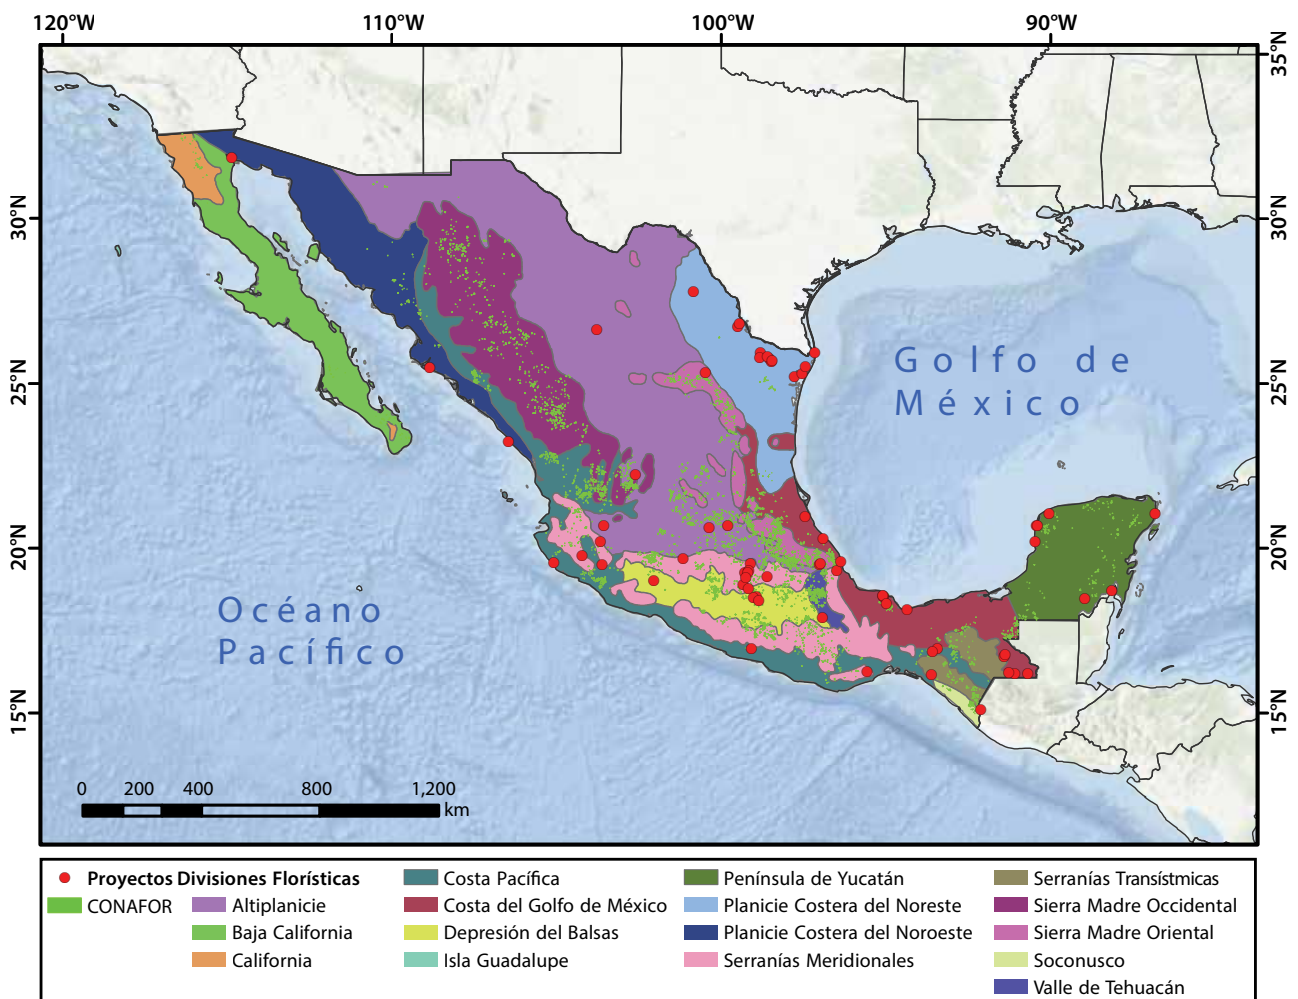 120°W 110°W 100°W 90°W
35°N
30°N 30°N
25°N 25°N
20°N 20°N
15°N 15°N
Golfo de
México
Océano
Pacífico
0 200 400 800 1,200
km
Proyectos Divisiones Florísticas
CONAFOR
Altiplanicie
Baja California
California
Costa Pacífica
Costa del Golfo de México
Depresión del Balsas
Isla Guadalupe
Península de Yucatán
Planicie Costera del Noreste
Planicie Costera del Noroeste
Serranías Meridionales
Serranías Transístmicas
Sierra Madre Occidental
Sierra Madre Oriental
Soconusco
Valle de Tehuacán